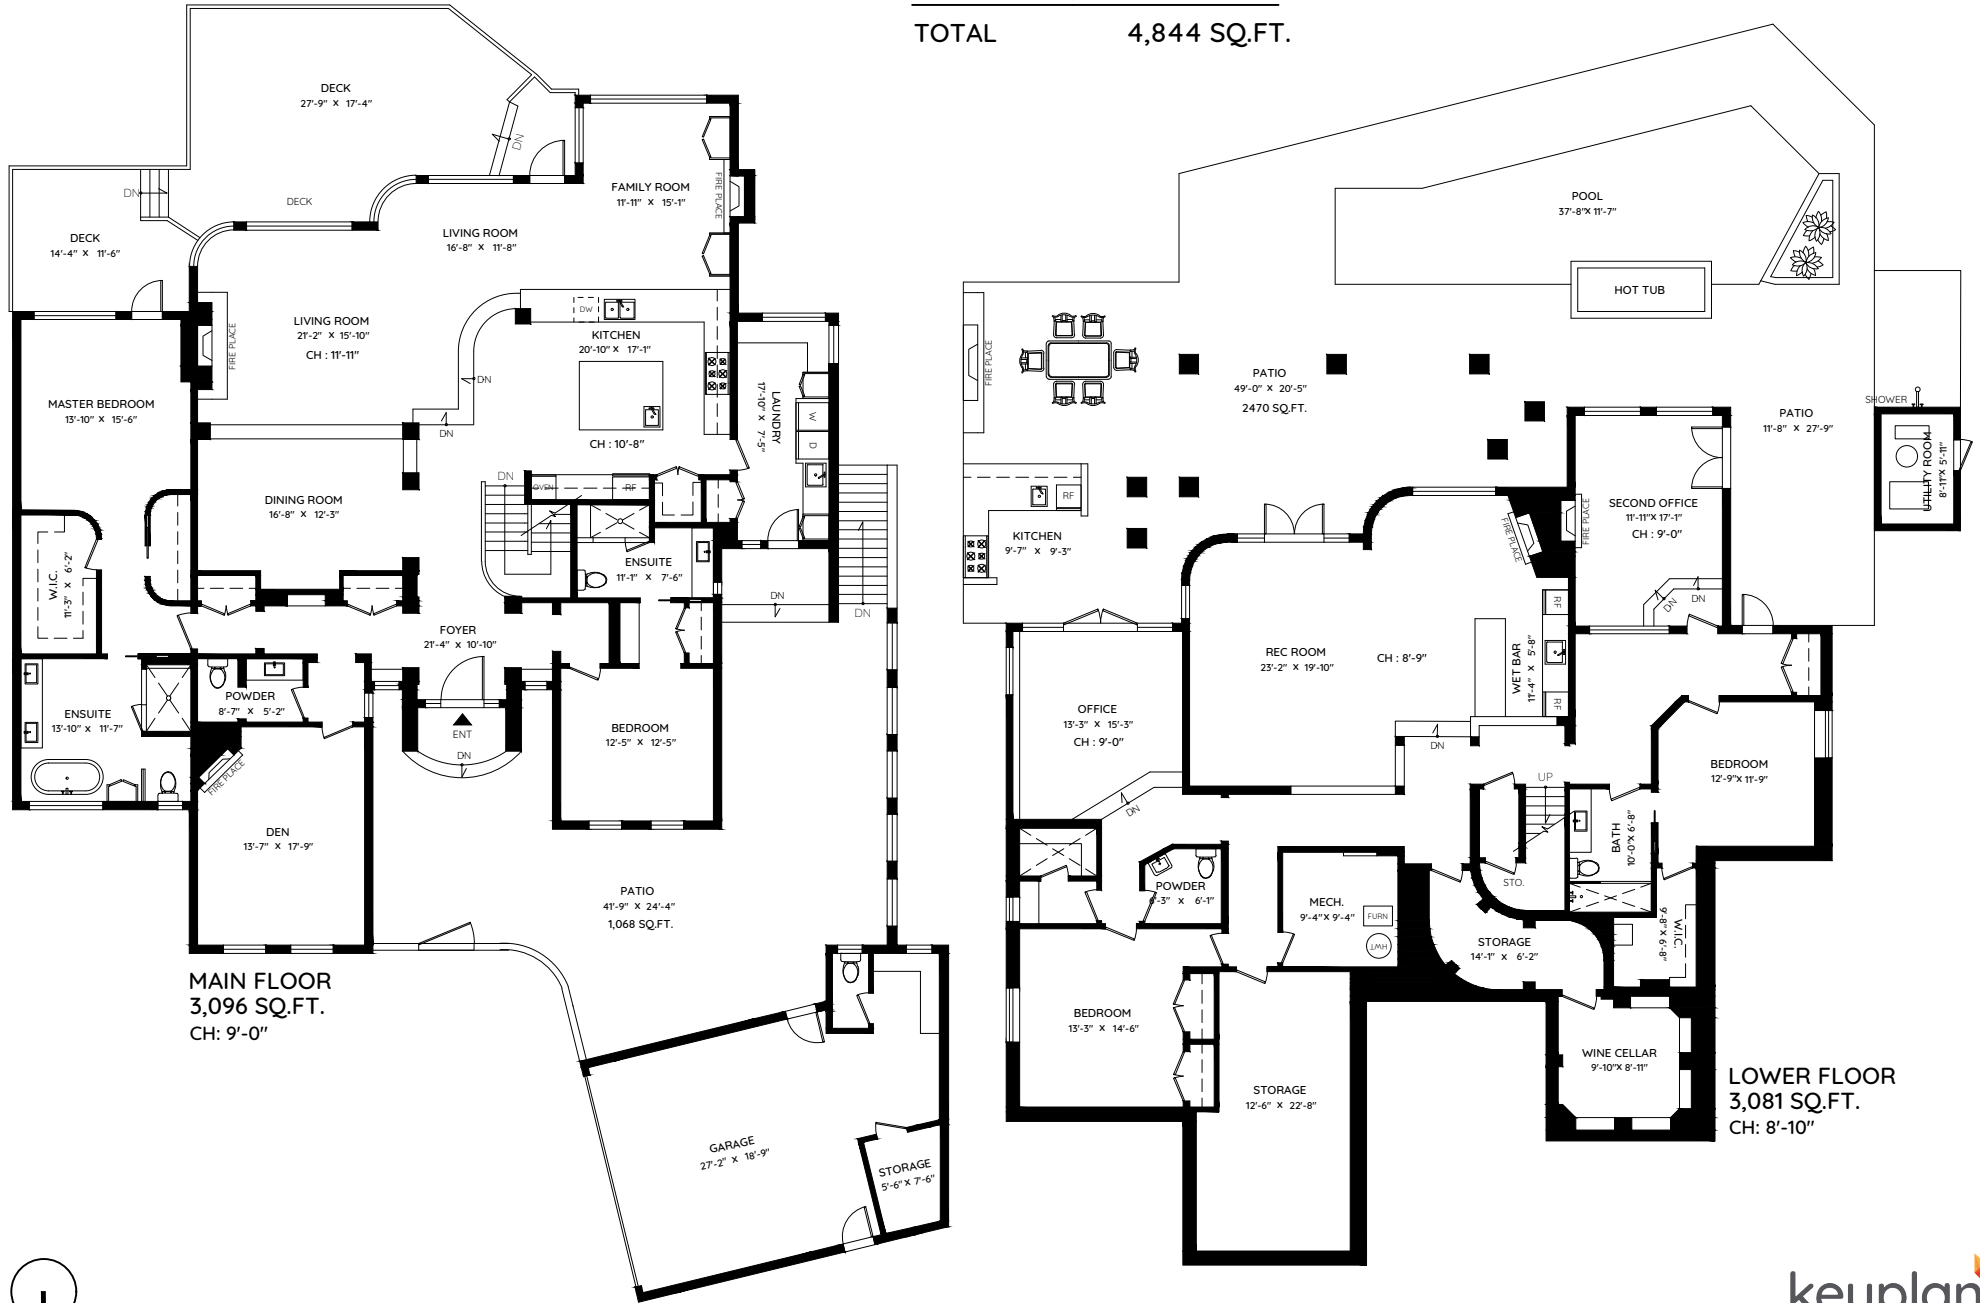 TOTAL 4,844 SQ.FT.
DECK
27'-9" X 17'-4"
DN
DN
DECK
DECK
14'-4" X 11'-6"
FAMILY ROOM
11'-11" X 15'-1"
FIRE PLACE
LIVING ROOM
16'-8" X 11'-8"
LIVING ROOM
21'-2" X 15'-10"
CH : 11'-11"
FIRE PLACE
DW
KITCHEN
20'-10" X 17'-1"
CH : 10'-8"
DN
DN
MASTER BEDROOM
13'-10" X 15'-6"
LAUNDRY
17'-10" X 7'-5"
W
D
DINING ROOM
16'-8" X 12'-3"
DN
OVEN
RF
W.I.C.
11'-3" X 6'-2"
ENSUITE
11'-1" X 7'-6"
DN
DN
FOYER
21'-4" X 10'-10"
POWDER
8'-7" X 5'-2"
ENSUITE
13'-10" X 11'-7"
FIRE PLACE
ENT
DN
BEDROOM
12'-5" X 12'-5"
DEN
13'-7" X 17'-9"
PATIO
41'-9" X 24'-4"
1,068 SQ.FT.
MAIN FLOOR
3,096 SQ.FT.
CH: 9'-0"
GARAGE
27'-2" X 18'-9"
STORAGE
5'-6" X 7'-6"
POOL
37'-8" X 11'-7"
HOT TUB
FIRE PLACE
PATIO
49'-0" X 20'-5"
2470 SQ.FT.
PATIO
11'-8" X 27'-9"
SHOWER
UTILITY ROOM
8'-11" X 5'-11"
RF
KITCHEN
9'-7" X 9'-3"
FIRE PLACE
FIRE PLACE
SECOND OFFICE
11'-11" X 17'-1"
CH : 9'-0"
DN
DN
RF
REC ROOM
23'-2" X 19'-10"
CH : 8'-9"
WET BAR
11'-4" X 5'-8"
RF
OFFICE
13'-3" X 15'-3"
CH : 9'-0"
DN
DN
BEDROOM
12'-9" X 11'-9"
UP
BATH
10'-0" X 6'-8"
STO.
POWDER
6'-3" X 6'-1"
MECH.
9'-4" X 9'-4"
FURN
HWT
STORAGE
14'-1" X 6'-2"
W.I.C.
9'-8" X 6'-8"
BEDROOM
13'-3" X 14'-6"
WINE CELLAR
9'-10" X 8'-11"
STORAGE
12'-6" X 22'-8"
LOWER FLOOR
3,081 SQ.FT.
CH: 8'-10"
keyplan